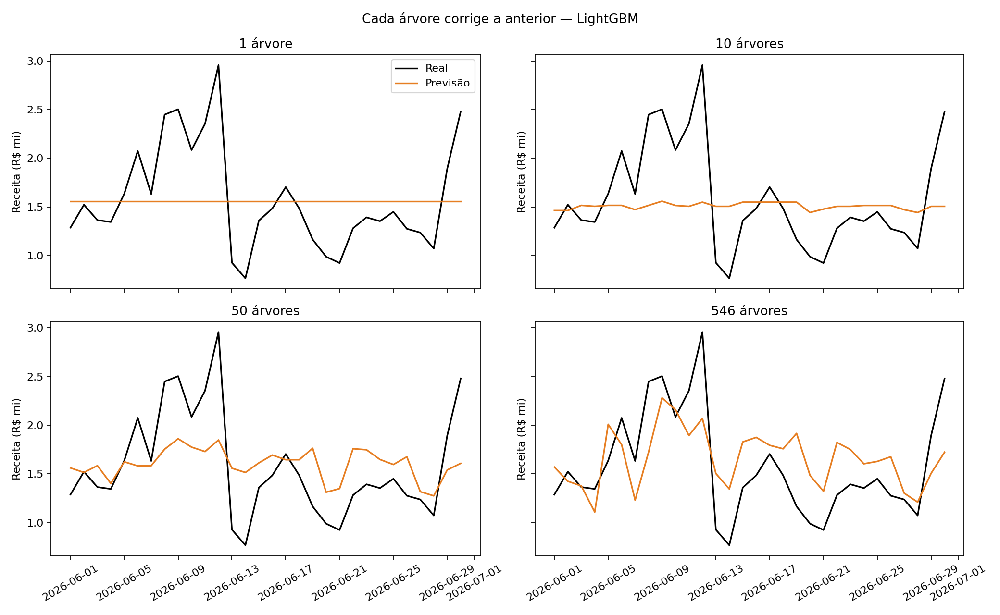 Cada árvore corrige a anterior — LightGBM
1 árvore
3.0
2.5
2.0
1.5
1.0
Receita (R$ mi)
Real
Previsão
10 árvores
Receita (R$ mi)
50 árvores
3.0
2.5
2.0
1.5
1.0
Receita (R$ mi)
2026-06-01
2026-06-05
2026-06-09
2026-06-13
2026-06-17
2026-06-21
2026-06-25
2026-06-29
2026-07-01
546 árvores
Receita (R$ mi)
2026-06-01
2026-06-05
2026-06-09
2026-06-13
2026-06-17
2026-06-21
2026-06-25
2026-06-29
2026-07-01